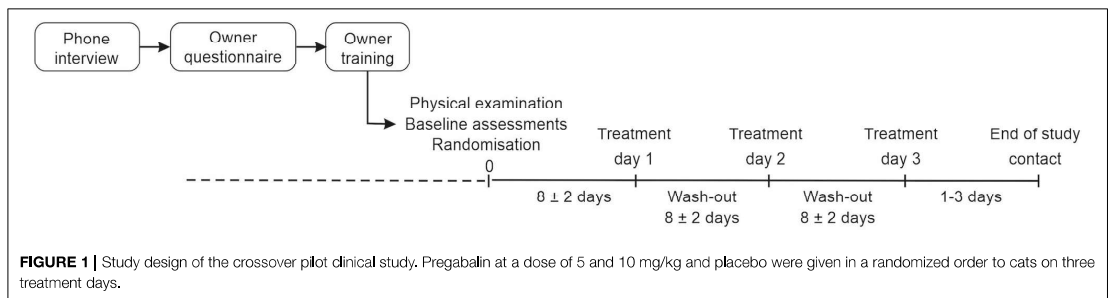 Phone
interview
Owner
questionnaire
Owner
training
Physical examination
Baseline assessments
Randomisation
0
Treatment
day 1
Treatment
day 2
Treatment
day 3
End of study
contact
8 ± 2 days
Wash-out
8 ± 2 days
Wash-out
8 ± 2 days
1-3 days
FIGURE 1 | Study design of the crossover pilot clinical study. Pregabalin at a dose of 5 and 10 mg/kg and placebo were given in a randomized order to cats on three
treatment days.